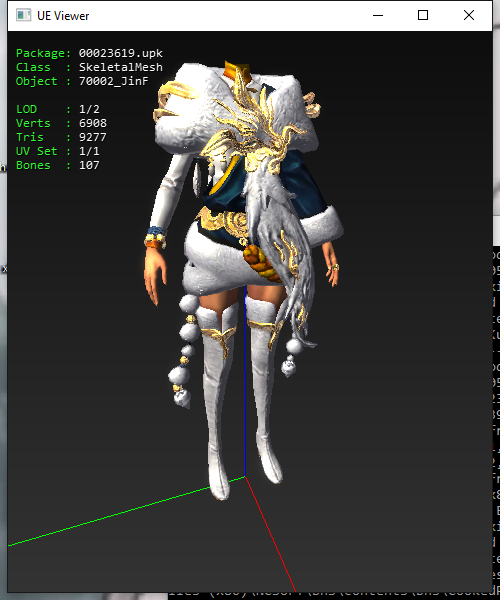 UE Viewer
Package: 00023619.upk
Class : SkeletalMesh
Object : 70002_JinF
LOD : 1/2
Verts : 6908
Tris : 9277
UV Set : 1/1
Bones : 107